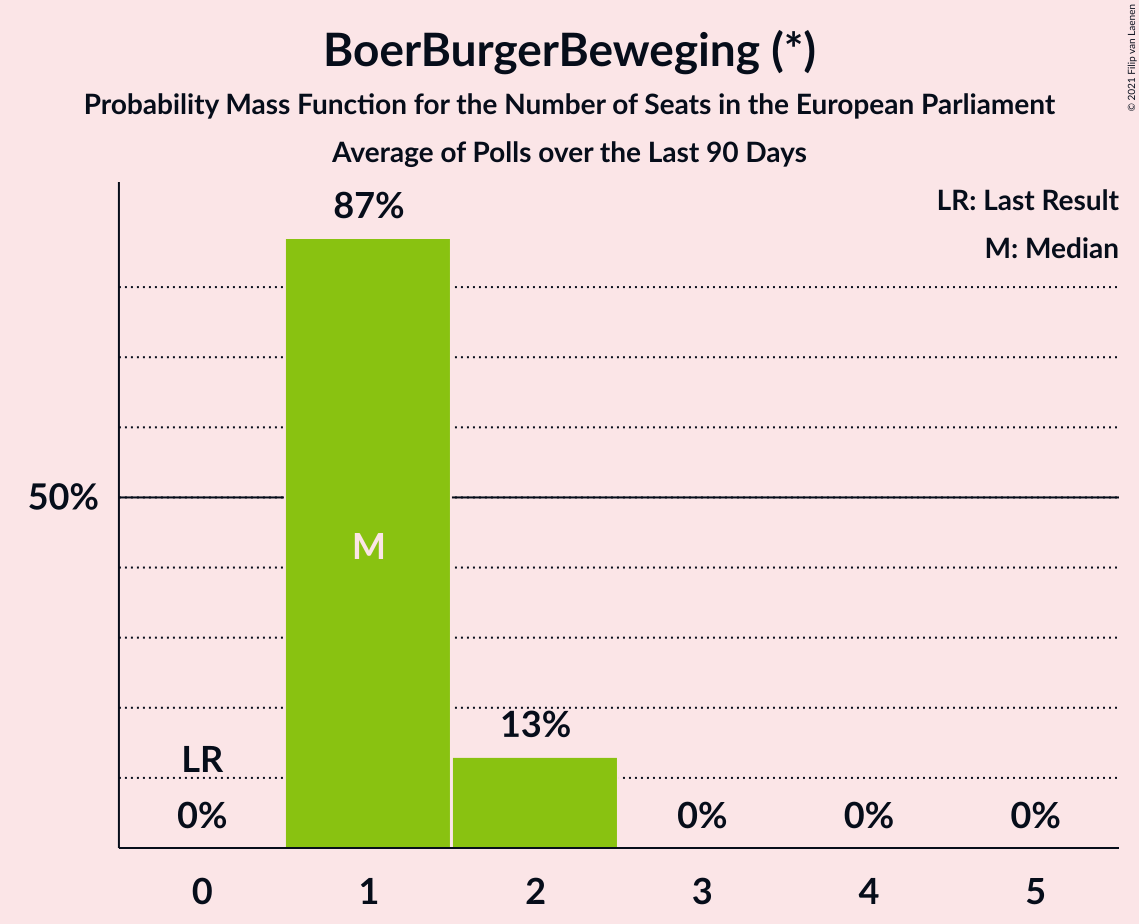 BoerBurgerBeweging (*)
Probability Mass Function for the Number of Seats in the European Parliament
Average of Polls over the Last 90 Days
© 2021 Filip van Laenen
LR: Last Result
M: Median
87%
50%
M
13%
LR
0%
0%
0%
0%
0
1
2
3
4
5